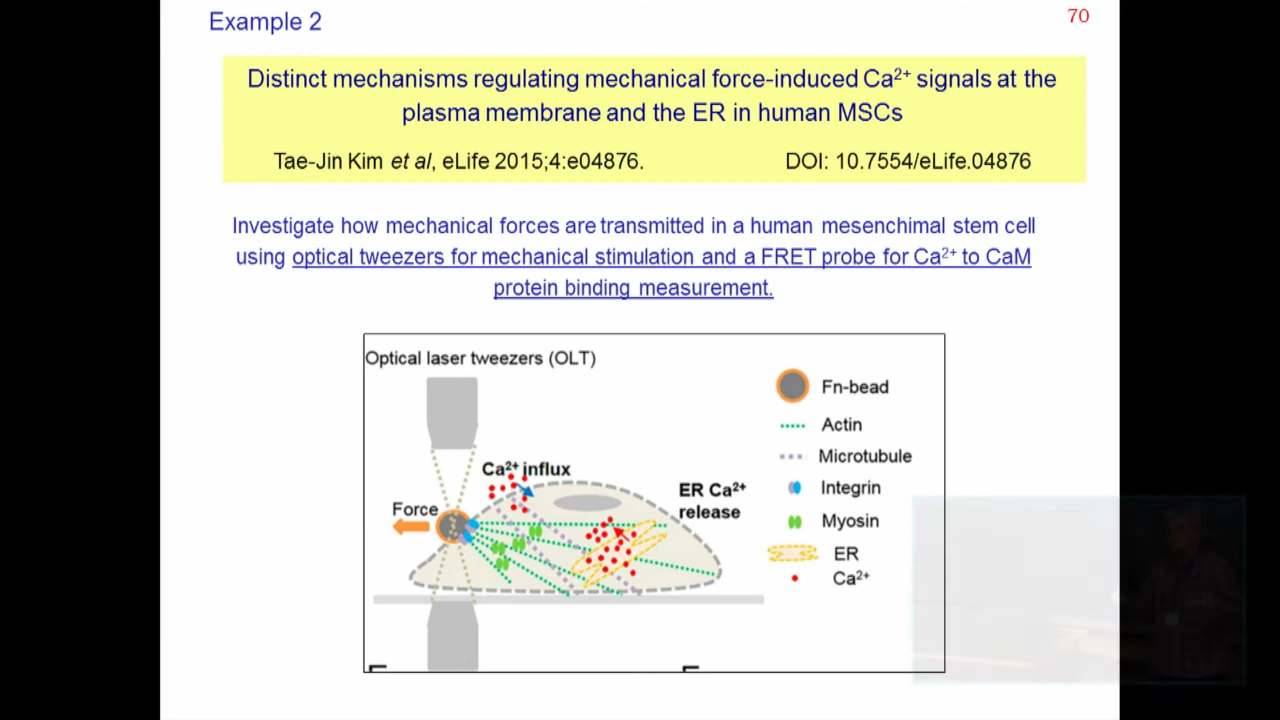 Example 2
70
Distinct mechanisms regulating mechanical force-induced Ca²⁺ signals at the
plasma membrane and the ER in human MSCs
Tae-Jin Kim et al, eLife 2015;4:e04876. DOI: 10.7554/eLife.04876
Investigate how mechanical forces are transmitted in a human mesenchimal stem cell
using optical tweezers for mechanical stimulation and a FRET probe for Ca²⁺ to CaM
protein binding measurement.
Optical laser tweezers (OLT)
Ca²⁺ influx
ER Ca²⁺
release
Force
Fn-bead
Actin
Microtubule
Integrin
Myosin
ER
Ca²⁺